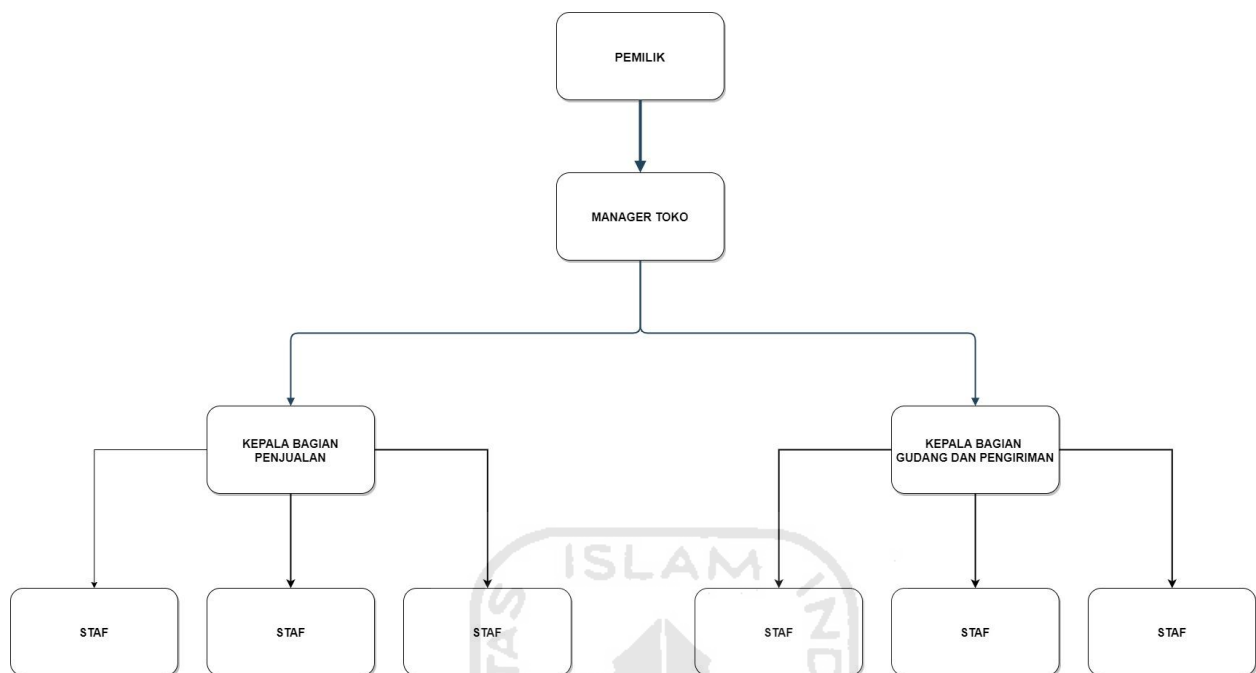 PEMILIK
MANAGER TOKO
KEPALA BAGIAN
PENJUALAN
KEPALA BAGIAN
GUDANG DAN PENGIRIMAN
STAF
STAF
STAF
STAF
STAF
STAF
ISLAM